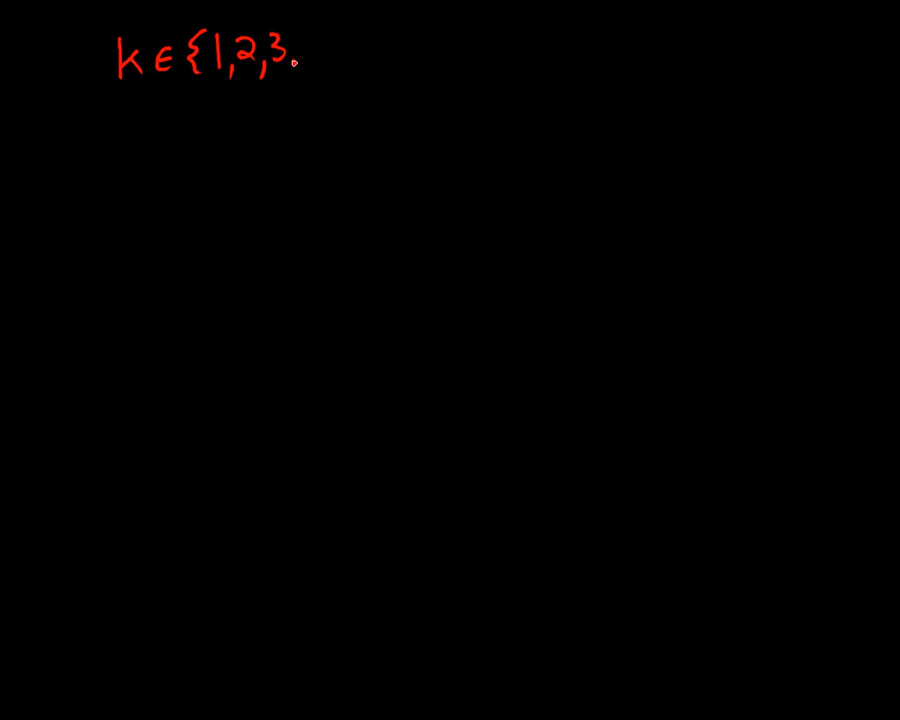 k ∈ {1,2,3